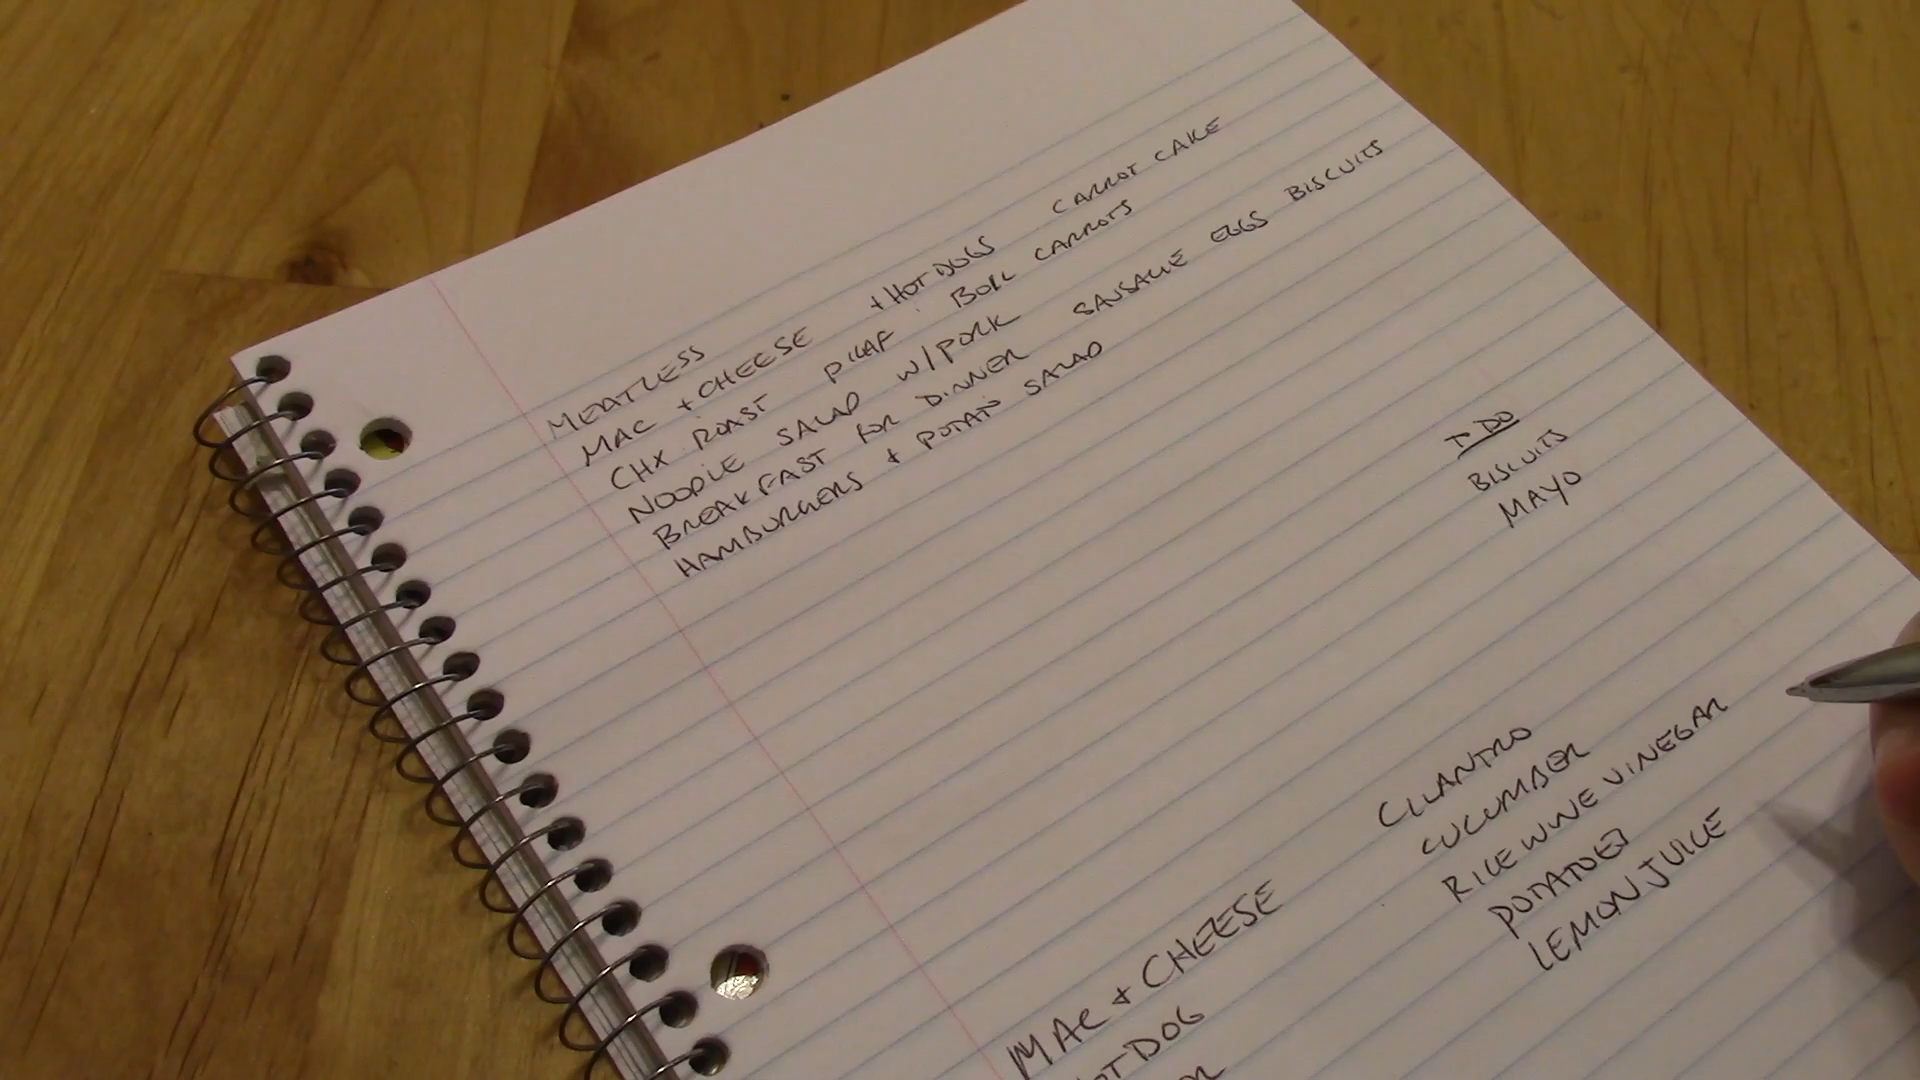 MEATLESS
MAC + CHEESE + HOT DOGS CARROT CAKE
CHX ROAST PILAF BOIL CARROTS
NOODLE SALAD W/PORK
BREAKFAST FOR DINNER SAUSAGE EGGS BISCUITS
HAMBURGERS + POTATO SALAD
TO DO
BISCUITS
MAYO
MAC + CHEESE
HOT DOG
CILANTRO
CUCUMBER
RICE WINE VINEGAR
POTATOES
LEMON JUICE